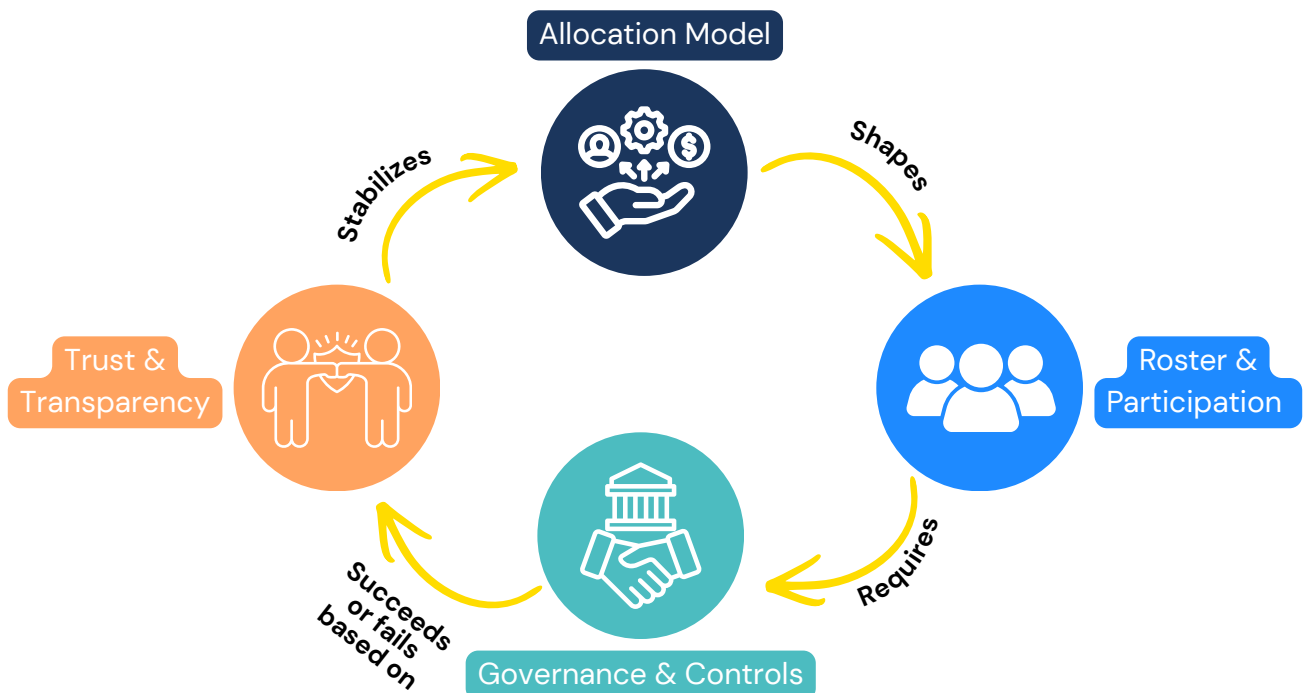 Allocation Model
Shapes
Roster &
Participation
Requires
Governance & Controls
Succeeds
or fails
based on
Trust &
Transparency
Stabilizes
$